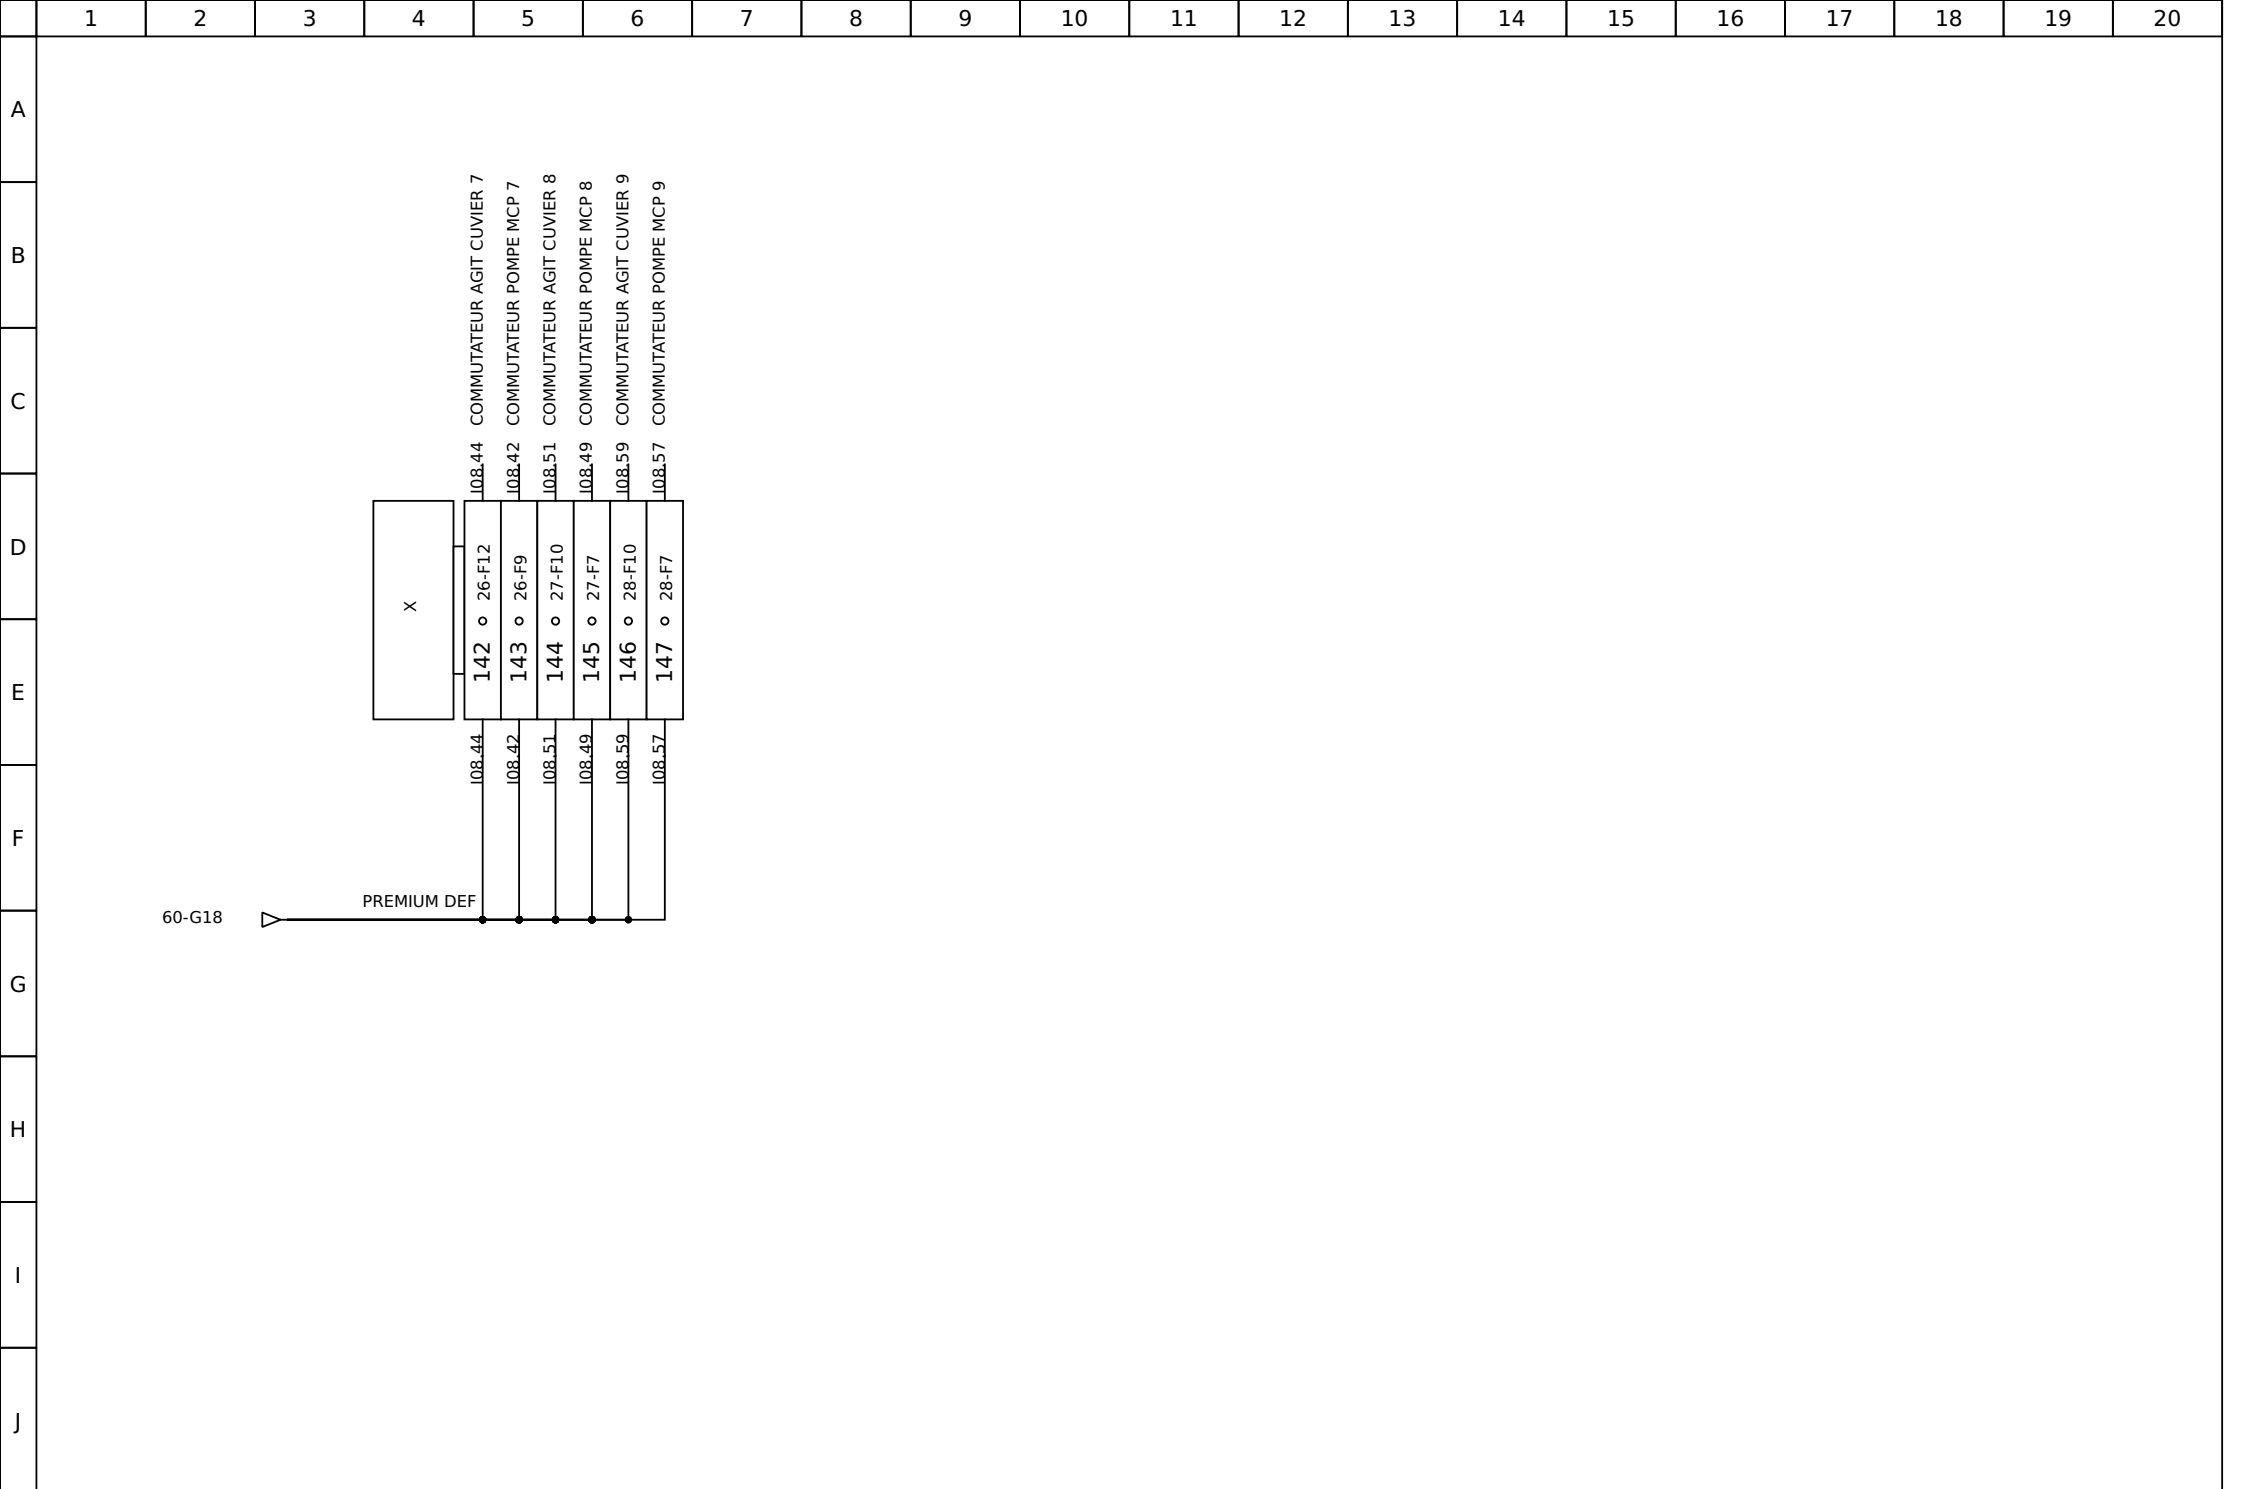 1 2 3 4 5 6 7 8 9 10 11 12 13 14 15 16 17 18 19 20
A
B
C
D
E
F
G
H
I
J
I08.44 COMMUTATEUR AGIT CUVIER 7
I08.42 COMMUTATEUR POMPE MCP 7
I08.51 COMMUTATEUR AGIT CUVIER 8
I08.49 COMMUTATEUR POMPE MCP 8
I08.59 COMMUTATEUR AGIT CUVIER 9
I08.57 COMMUTATEUR POMPE MCP 9
X
142 26-F12
143 26-F9
144 27-F10
145 27-F7
146 28-F10
147 28-F7
I08.44
I08.42
I08.51
I08.49
I08.59
I08.57
PREMIUM DEF
60-G18